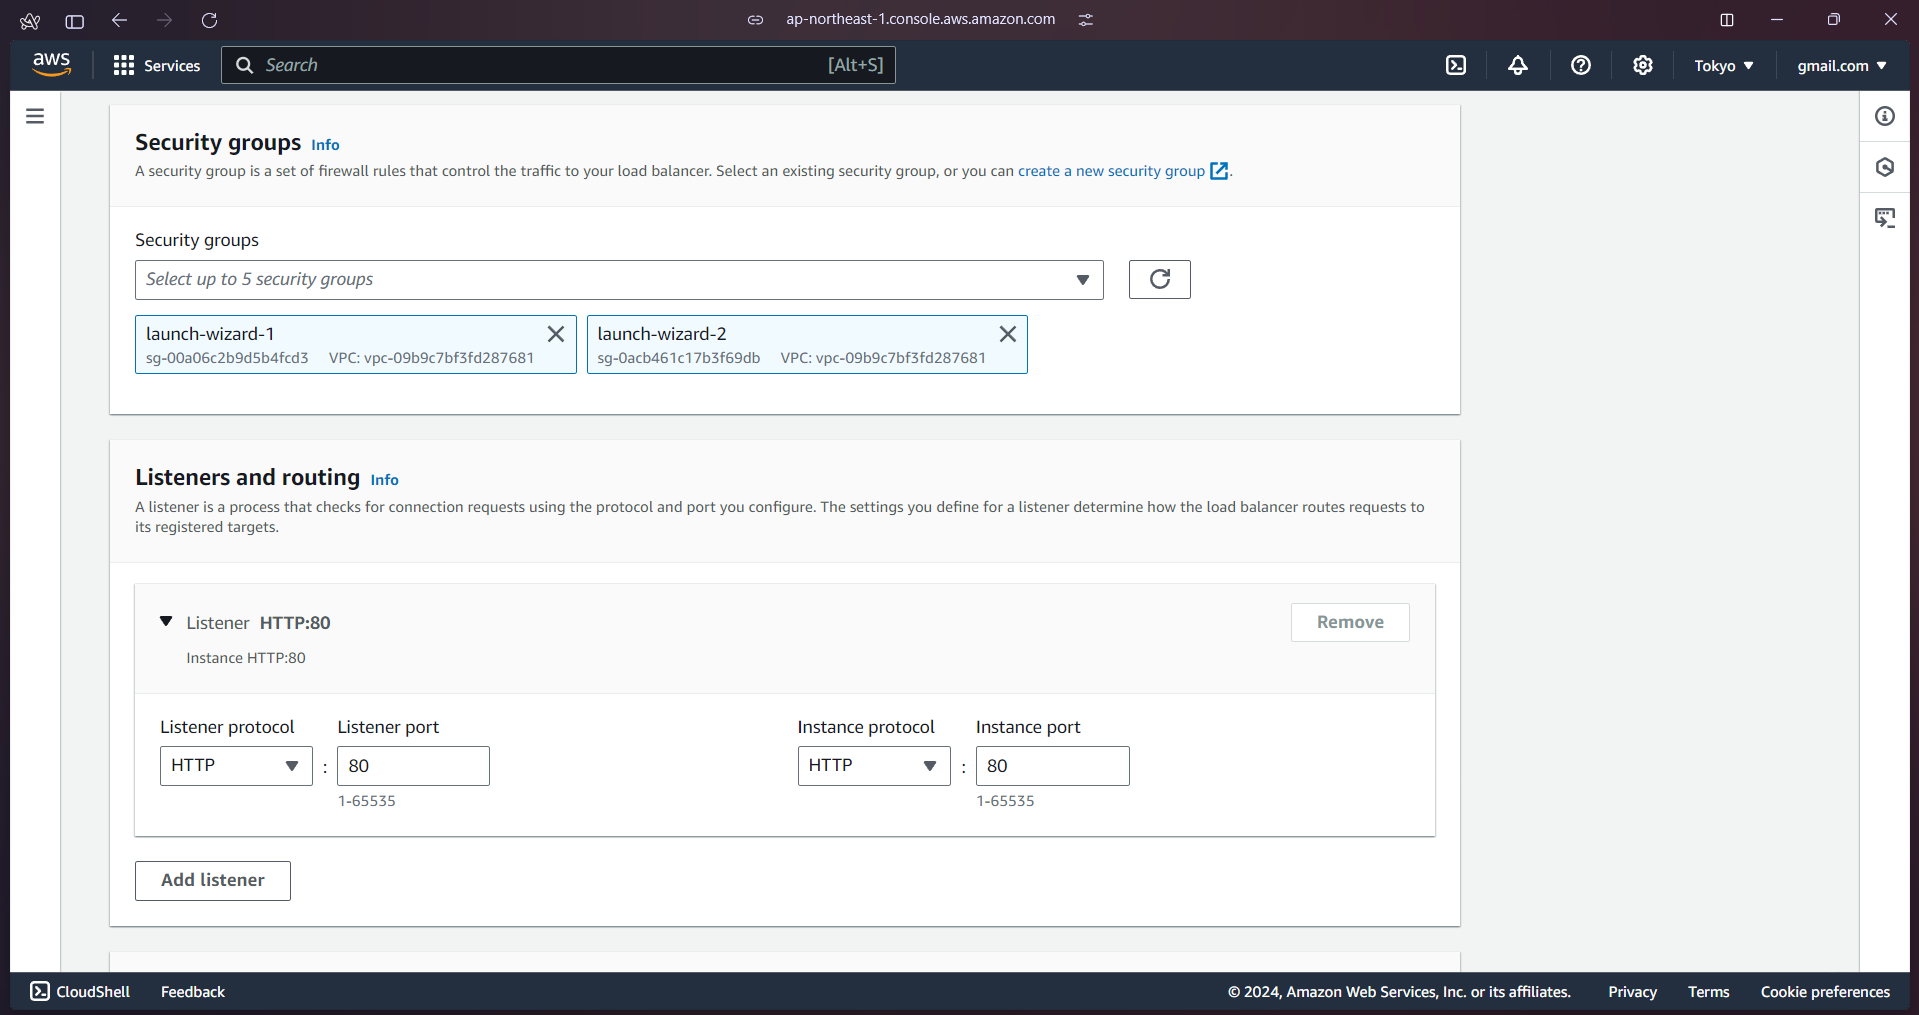 ap-northeast-1.console.aws.amazon.com
aws
Services
Search
[Alt+S]
Tokyo
gmail.com
Security groups Info
A security group is a set of firewall rules that control the traffic to your load balancer. Select an existing security group, or you can create a new security group.
Security groups
Select up to 5 security groups
launch-wizard-1
sg-00a06c2b9d5b4fcd3 VPC: vpc-09b9c7bf3fd287681
launch-wizard-2
sg-0acb461c17b3f69db VPC: vpc-09b9c7bf3fd287681
Listeners and routing Info
A listener is a process that checks for connection requests using the protocol and port you configure. The settings you define for a listener determine how the load balancer routes requests to
its registered targets.
Listener HTTP:80
Remove
Instance HTTP:80
Listener protocol Listener port Instance protocol Instance port
HTTP : 80 HTTP : 80
1-65535 1-65535
Add listener
CloudShell Feedback © 2024, Amazon Web Services, Inc. or its affiliates. Privacy Terms Cookie preferences